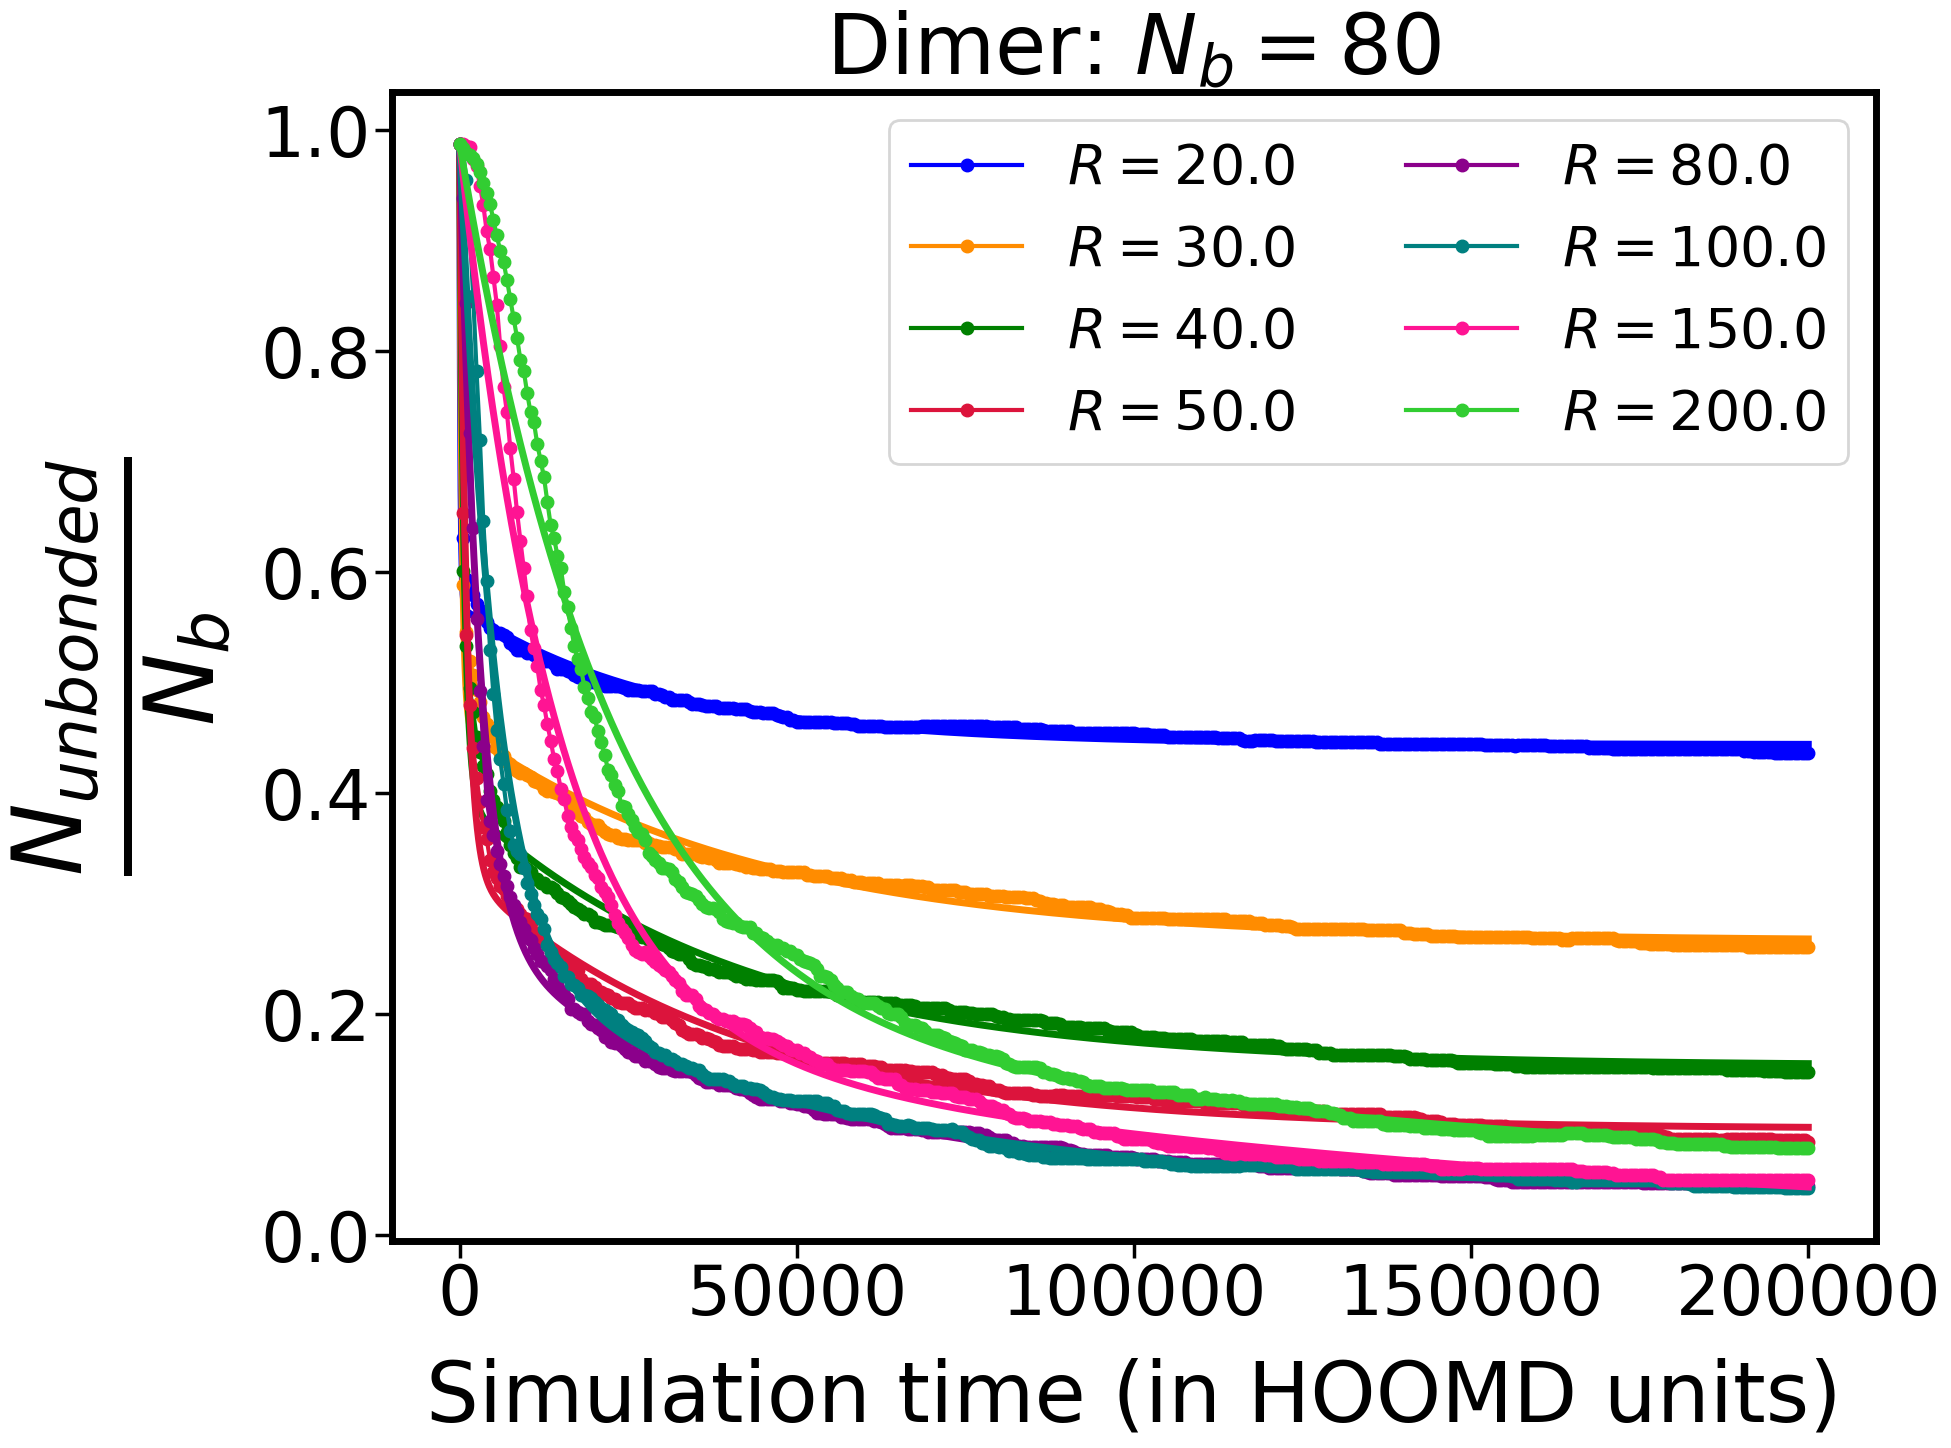 Dimer: N_b = 80
N_unbonded
N_b
1.0
0.8
0.6
0.4
0.2
0.0
R = 20.0
R = 30.0
R = 40.0
R = 50.0
R = 80.0
R = 100.0
R = 150.0
R = 200.0
0 50000 100000 150000 200000
Simulation time (in HOOMD units)